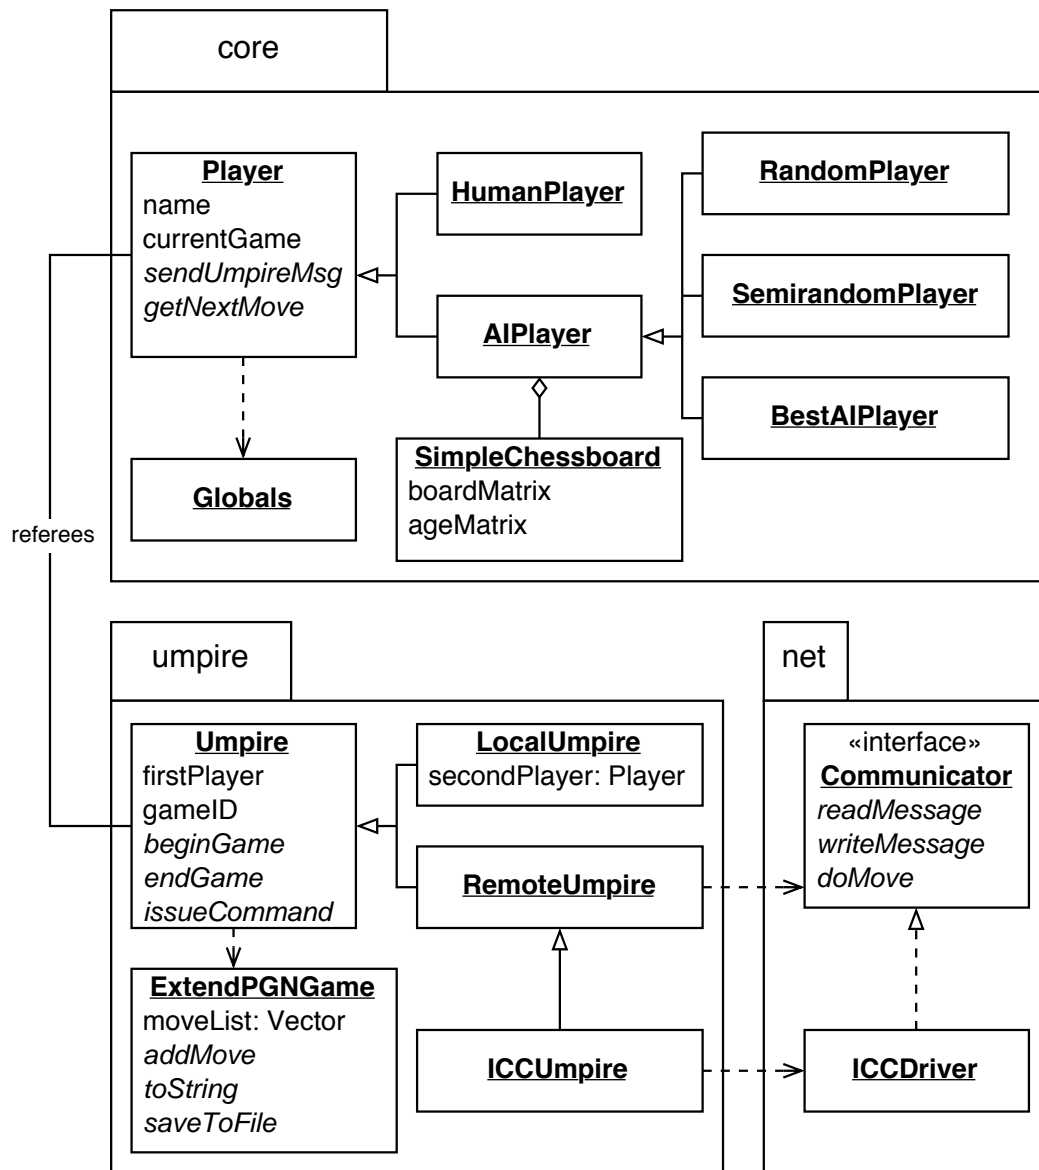 core
Player
name
currentGame
sendUmpireMsg
getNextMove
HumanPlayer
AIPlayer
RandomPlayer
SemirandomPlayer
BestAIPlayer
SimpleChessboard
boardMatrix
ageMatrix
Globals
referees
umpire
Umpire
firstPlayer
gameID
beginGame
endGame
issueCommand
LocalUmpire
secondPlayer: Player
RemoteUmpire
ExtendPGNGame
moveList: Vector
addMove
toString
saveToFile
ICCUmpire
net
«interface»
Communicator
readMessage
writeMessage
doMove
ICCDriver